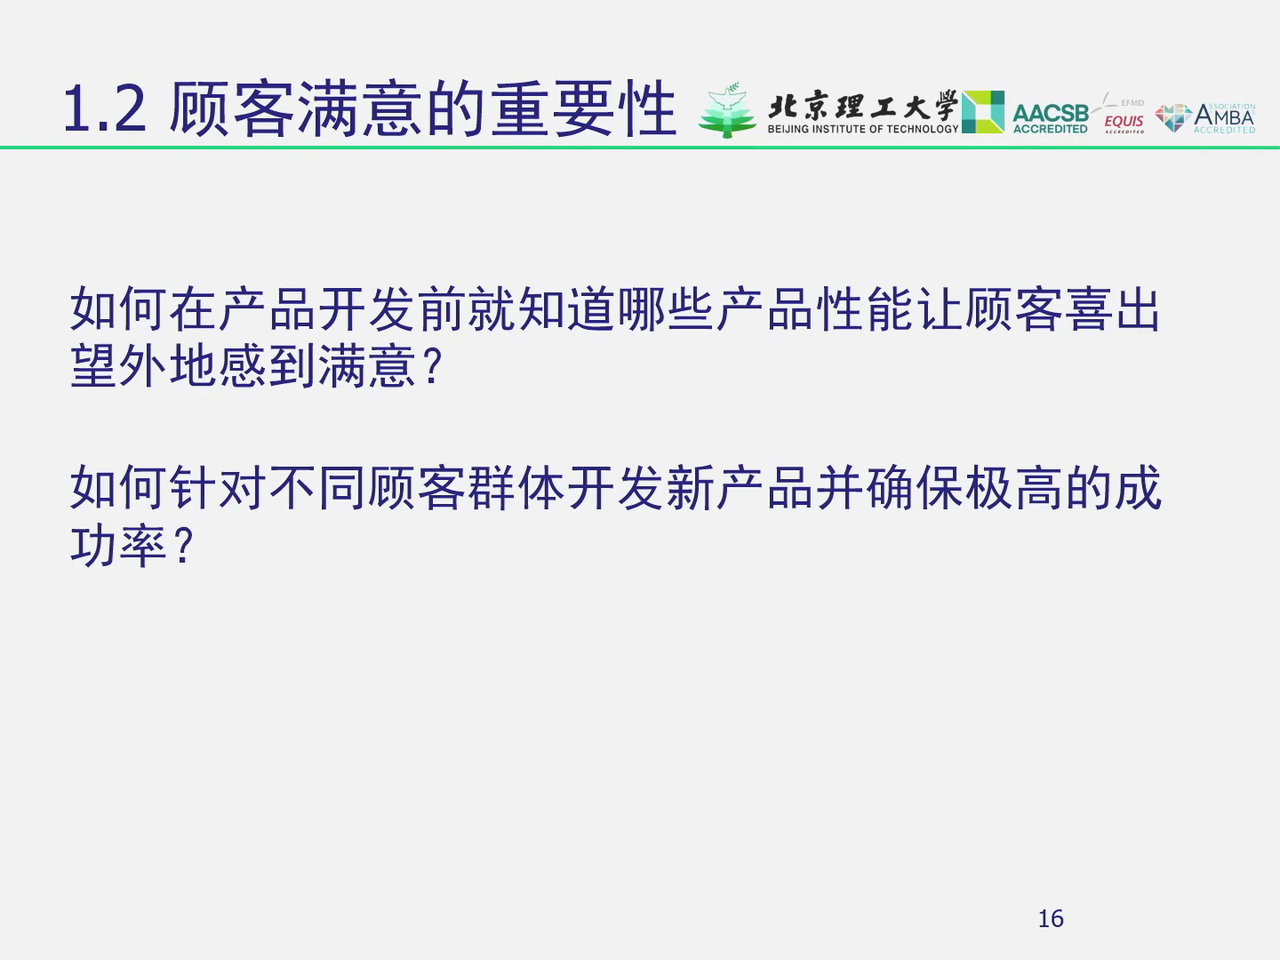 1.2 顾客满意的重要性
北京理工大学
BEIJING INSTITUTE OF TECHNOLOGY
AACSB
ACCREDITED
EFMD
EQUIS
ACCREDITED
ASSOCIATION
AMBA
ACCREDITED
如何在产品开发前就知道哪些产品性能让顾客喜出
望外地感到满意？
如何针对不同顾客群体开发新产品并确保极高的成
功率？
16